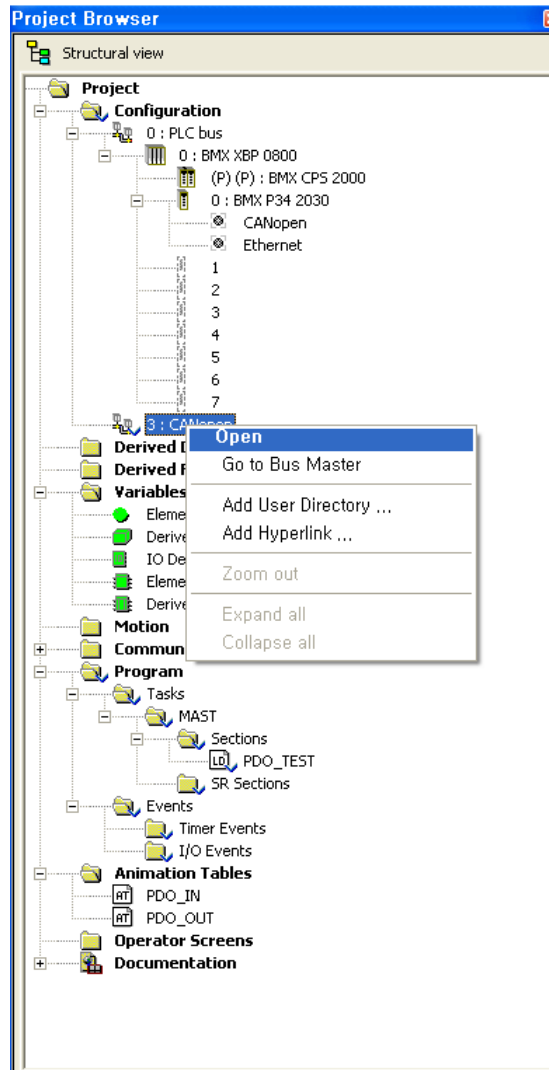 Project Browser
Structural view
Project
Configuration
0 : PLC bus
0 : BMX XBP 0800
(P) (P) : BMX CPS 2000
0 : BMX P34 2030
CANopen
Ethernet
1
2
3
4
5
6
7
3 : CANopen
Open
Derived
Go to Bus Master
Derived
Variables
Add User Directory ...
Eleme
Add Hyperlink ...
Derive
IO De
Zoom out
Eleme
Derive
Expand all
Motion
Collapse all
Commun
Program
Tasks
MAST
Sections
LD PDO_TEST
SR Sections
Events
Timer Events
I/O Events
Animation Tables
AT PDO_IN
AT PDO_OUT
Operator Screens
Documentation